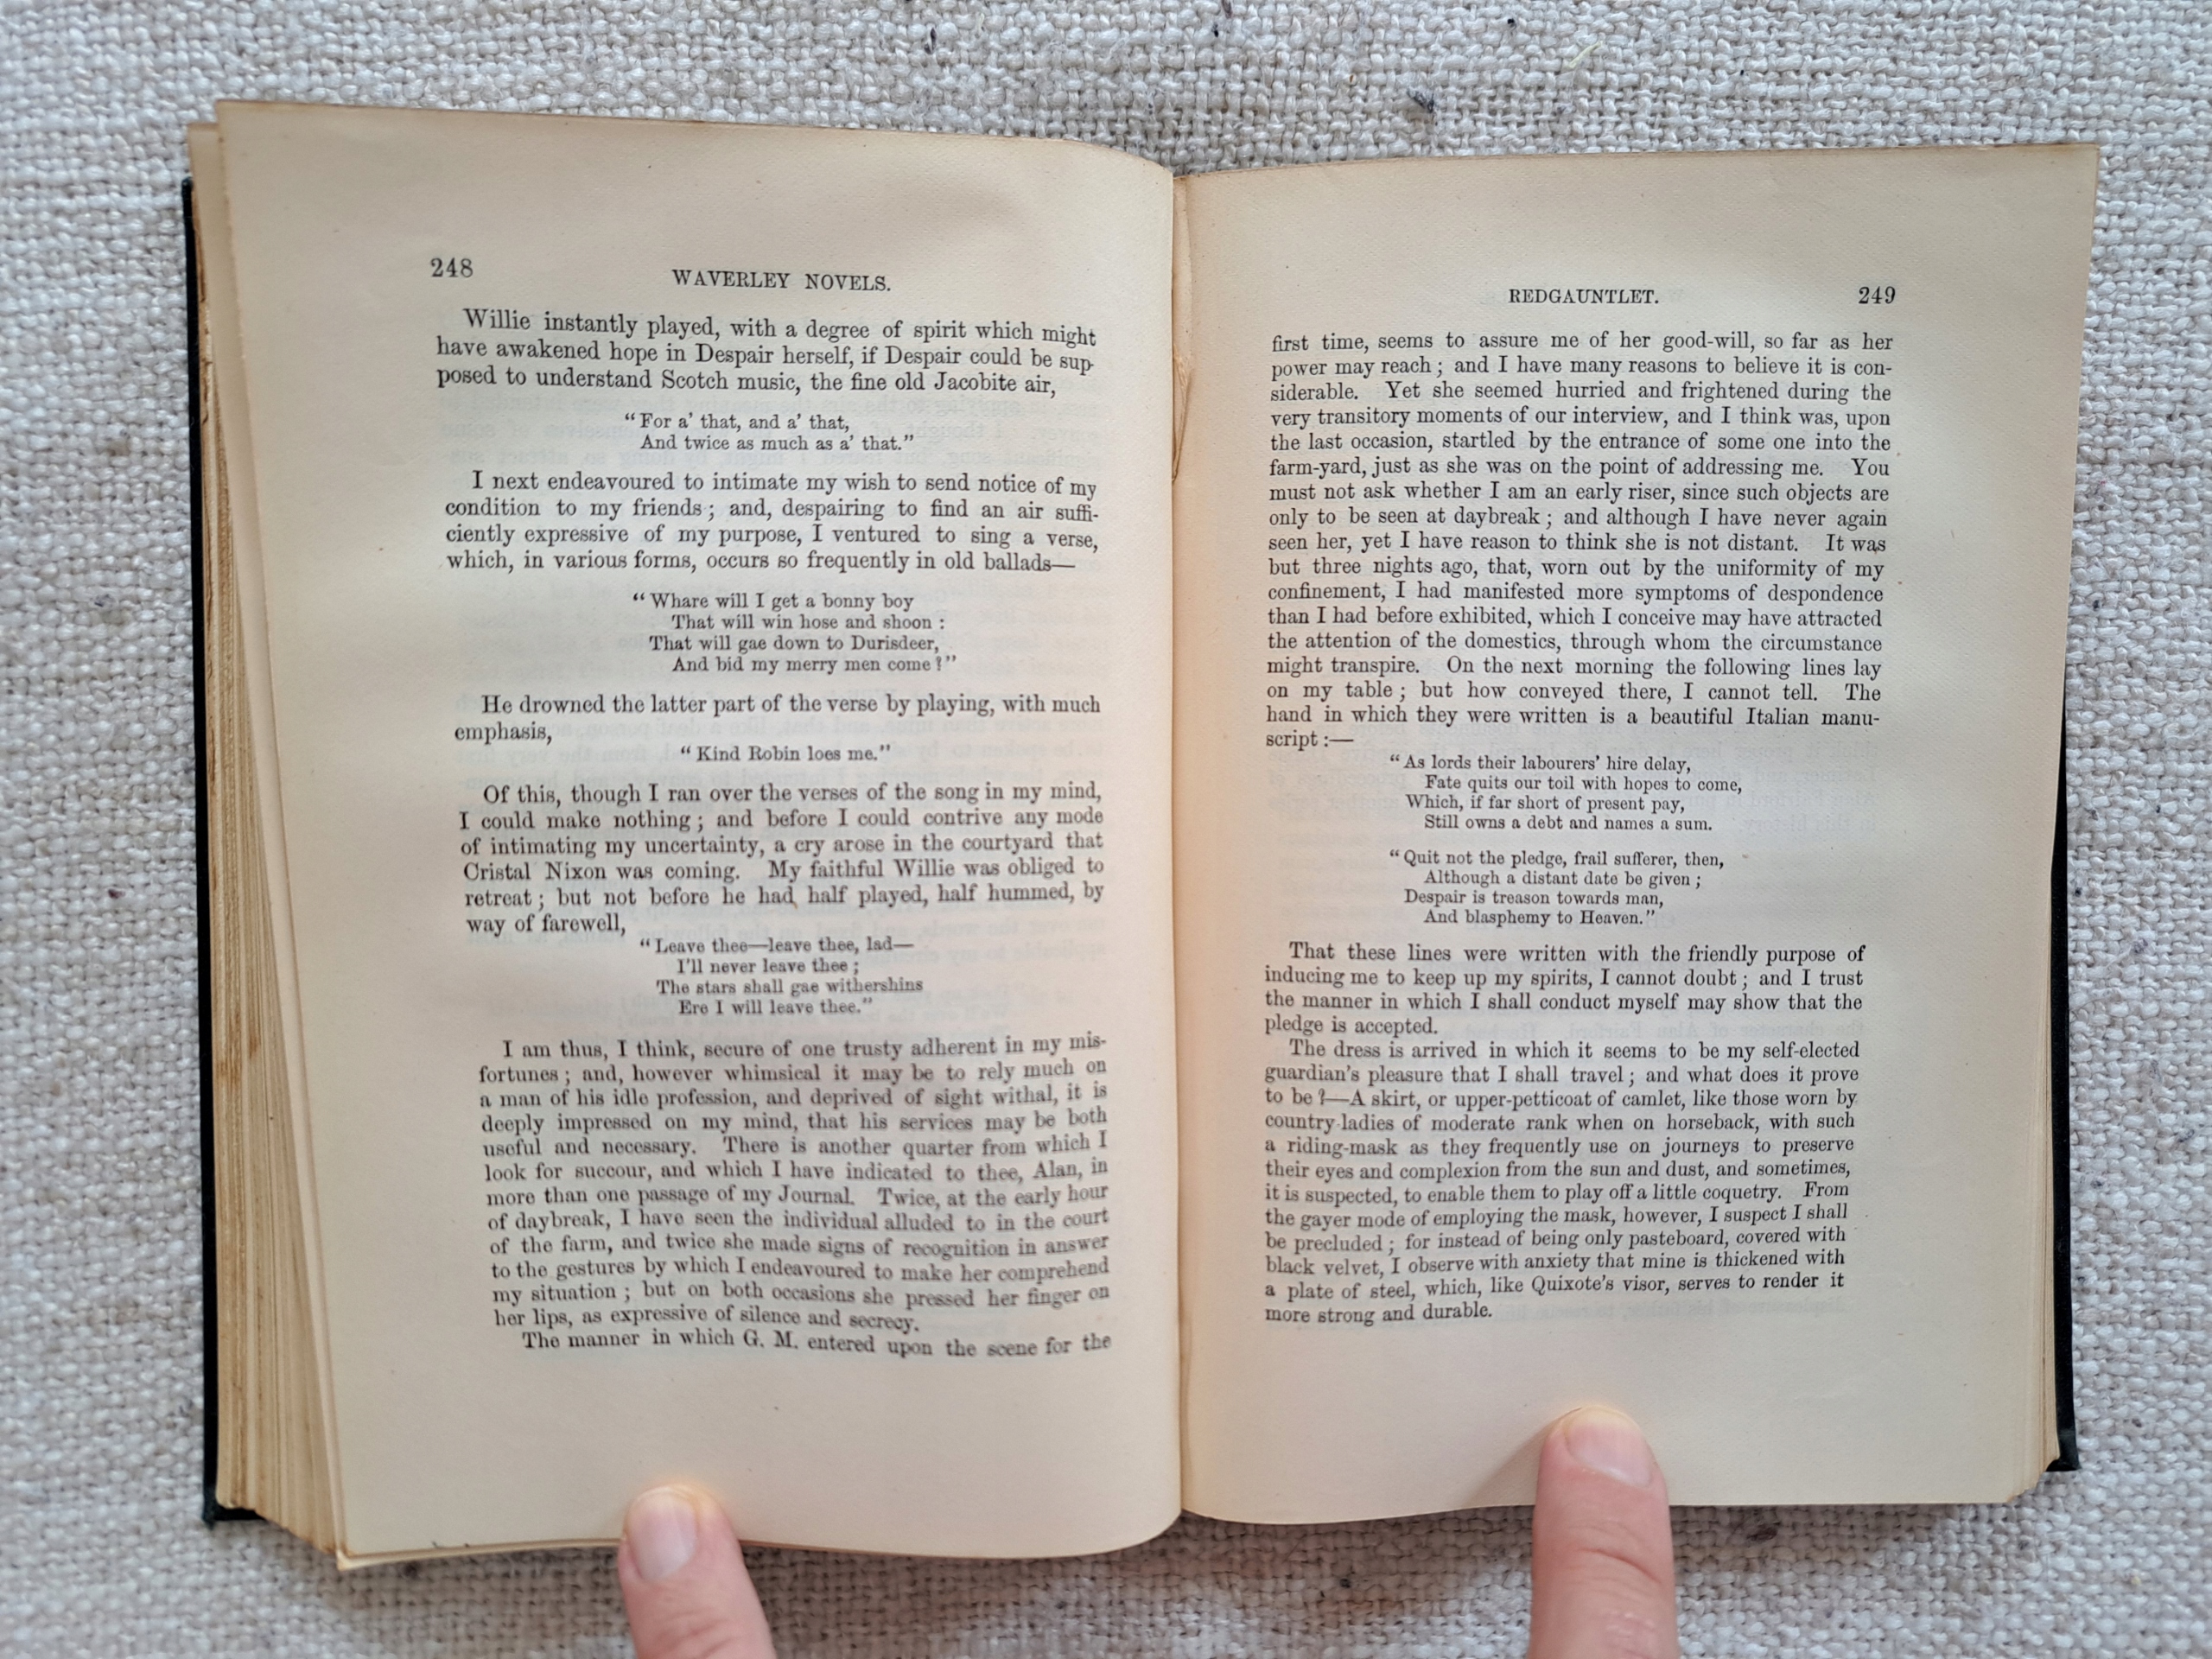 248
WAVERLEY NOVELS.
Willie instantly played, with a degree of spirit which might
have awakened hope in Despair herself, if Despair could be sup-
posed to understand Scotch music, the fine old Jacobite air,
“For a’ that, and a’ that,
And twice as much as a’ that.”
I next endeavoured to intimate my wish to send notice of my
condition to my friends; and, despairing to find an air suffi-
ciently expressive of my purpose, I ventured to sing a verse,
which, in various forms, occurs so frequently in old ballads—
“Whare will I get a bonny boy
That will win hose and shoon:
That will gae down to Durisdeer,
And bid my merry men come?”
He drowned the latter part of the verse by playing, with much
emphasis,
“Kind Robin loes me.”
Of this, though I ran over the verses of the song in my mind,
I could make nothing; and before I could contrive any mode
of intimating my uncertainty, a cry arose in the courtyard that
Cristal Nixon was coming. My faithful Willie was obliged to
retreat; but not before he had half played, half hummed, by
way of farewell,
“Leave thee—leave thee, lad—
I’ll never leave thee;
The stars shall gae withershins
Ere I will leave thee.”
I am thus, I think, secure of one trusty adherent in my mis-
fortunes; and, however whimsical it may be to rely much on
a man of his idle profession, and deprived of sight withal, it is
deeply impressed on my mind, that his services may be both
useful and necessary. There is another quarter from which I
look for succour, and which I have indicated to thee, Alan, in
more than one passage of my Journal. Twice, at the early hour
of daybreak, I have seen the individual alluded to in the court
of the farm, and twice she made signs of recognition in answer
to the gestures by which I endeavoured to make her comprehend
my situation; but on both occasions she pressed her finger on
her lips, as expressive of silence and secrecy.
The manner in which G. M. entered upon the scene for the
REDGAUNTLET.
249
first time, seems to assure me of her good-will, so far as her
power may reach; and I have many reasons to believe it is con-
siderable. Yet she seemed hurried and frightened during the
very transitory moments of our interview, and I think was, upon
the last occasion, startled by the entrance of some one into the
farm-yard, just as she was on the point of addressing me. You
must not ask whether I am an early riser, since such objects are
only to be seen at daybreak; and although I have never again
seen her, yet I have reason to think she is not distant. It was
but three nights ago, that, worn out by the uniformity of my
confinement, I had manifested more symptoms of despondence
than I had before exhibited, which I conceive may have attracted
the attention of the domestics, through whom the circumstance
might transpire. On the next morning the following lines lay
on my table; but how conveyed there, I cannot tell. The
hand in which they were written is a beautiful Italian manu-
script:—
“As lords their labourers’ hire delay,
Fate quits our toil with hopes to come,
Which, if far short of present pay,
Still owns a debt and names a sum.
“Quit not the pledge, frail sufferer, then,
Although a distant date be given;
Despair is treason towards man,
And blasphemy to Heaven.”
That these lines were written with the friendly purpose of
inducing me to keep up my spirits, I cannot doubt; and I trust
the manner in which I shall conduct myself may show that the
pledge is accepted.
The dress is arrived in which it seems to be my self-elected
guardian’s pleasure that I shall travel; and what does it prove
to be?—A skirt, or upper-petticoat of camlet, like those worn by
country ladies of moderate rank when on horseback, with such
a riding-mask as they frequently use on journeys to preserve
their eyes and complexion from the sun and dust, and sometimes,
it is suspected, to enable them to play off a little coquetry. From
the gayer mode of employing the mask, however, I suspect I shall
be precluded; for instead of being only pasteboard, covered with
black velvet, I observe with anxiety that mine is thickened with
a plate of steel, which, like Quixote’s visor, serves to render it
more strong and durable.